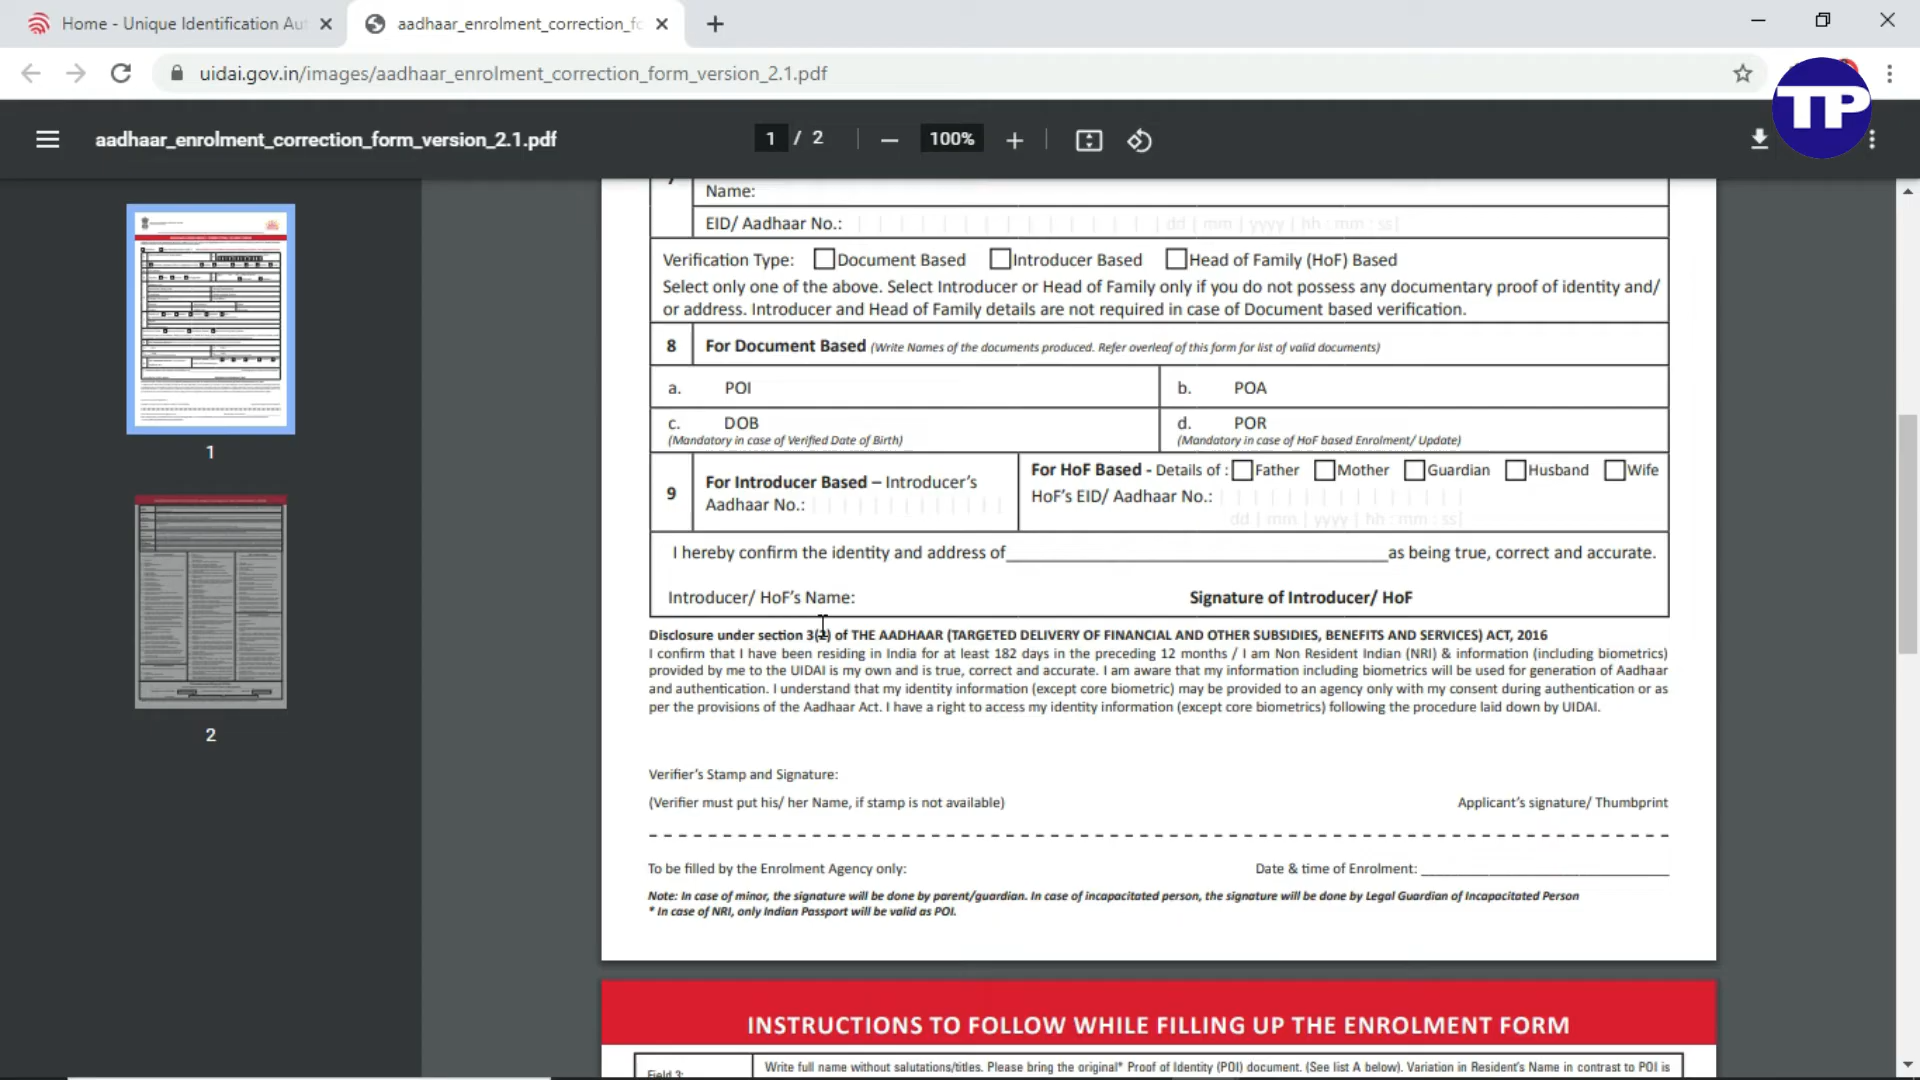 Home - Unique Identification Au
aadhaar_enrolment_correction_fo
uidai.gov.in/images/aadhaar_enrolment_correction_form_version_2.1.pdf
TP
aadhaar_enrolment_correction_form_version_2.1.pdf
1 / 2
100%
1
2
Name:
EID/ Aadhaar No.: dd | mm | yyyy | hh : mm : ss
Verification Type: Document Based Introducer Based Head of Family (HoF) Based
Select only one of the above. Select Introducer or Head of Family only if you do not possess any documentary proof of identity and/
or address. Introducer and Head of Family details are not required in case of Document based verification.
8 For Document Based (Write Names of the documents produced. Refer overleaf of this form for list of valid documents)
a. POI b. POA
c. DOB d. POR
(Mandatory in case of Verified Date of Birth) (Mandatory in case of HoF based Enrolment/ Update)
9 For Introducer Based – Introducer's
Aadhaar No.:
For HoF Based - Details of : Father Mother Guardian Husband Wife
HoF's EID/ Aadhaar No.:
dd | mm | yyyy | hh : mm : ss
I hereby confirm the identity and address of as being true, correct and accurate.
Introducer/ HoF's Name: Signature of Introducer/ HoF
Disclosure under section 3(2) of THE AADHAAR (TARGETED DELIVERY OF FINANCIAL AND OTHER SUBSIDIES, BENEFITS AND SERVICES) ACT, 2016
I confirm that I have been residing in India for at least 182 days in the preceding 12 months / I am Non Resident Indian (NRI) & information (including biometrics)
provided by me to the UIDAI is my own and is true, correct and accurate. I am aware that my information including biometrics will be used for generation of Aadhaar
and authentication. I understand that my identity information (except core biometric) may be provided to an agency only with my consent during authentication or as
per the provisions of the Aadhaar Act. I have a right to access my identity information (except core biometrics) following the procedure laid down by UIDAI.
Verifier's Stamp and Signature:
(Verifier must put his/ her Name, if stamp is not available) Applicant's signature/ Thumbprint
To be filled by the Enrolment Agency only: Date & time of Enrolment:
Note: In case of minor, the signature will be done by parent/guardian. In case of incapacitated person, the signature will be done by Legal Guardian of Incapacitated Person
* In case of NRI, only Indian Passport will be valid as POI.
INSTRUCTIONS TO FOLLOW WHILE FILLING UP THE ENROLMENT FORM
Field 3: Write full name without salutations/titles. Please bring the original* Proof of Identity (POI) document. (See list A below). Variation in Resident's Name in contrast to POI is